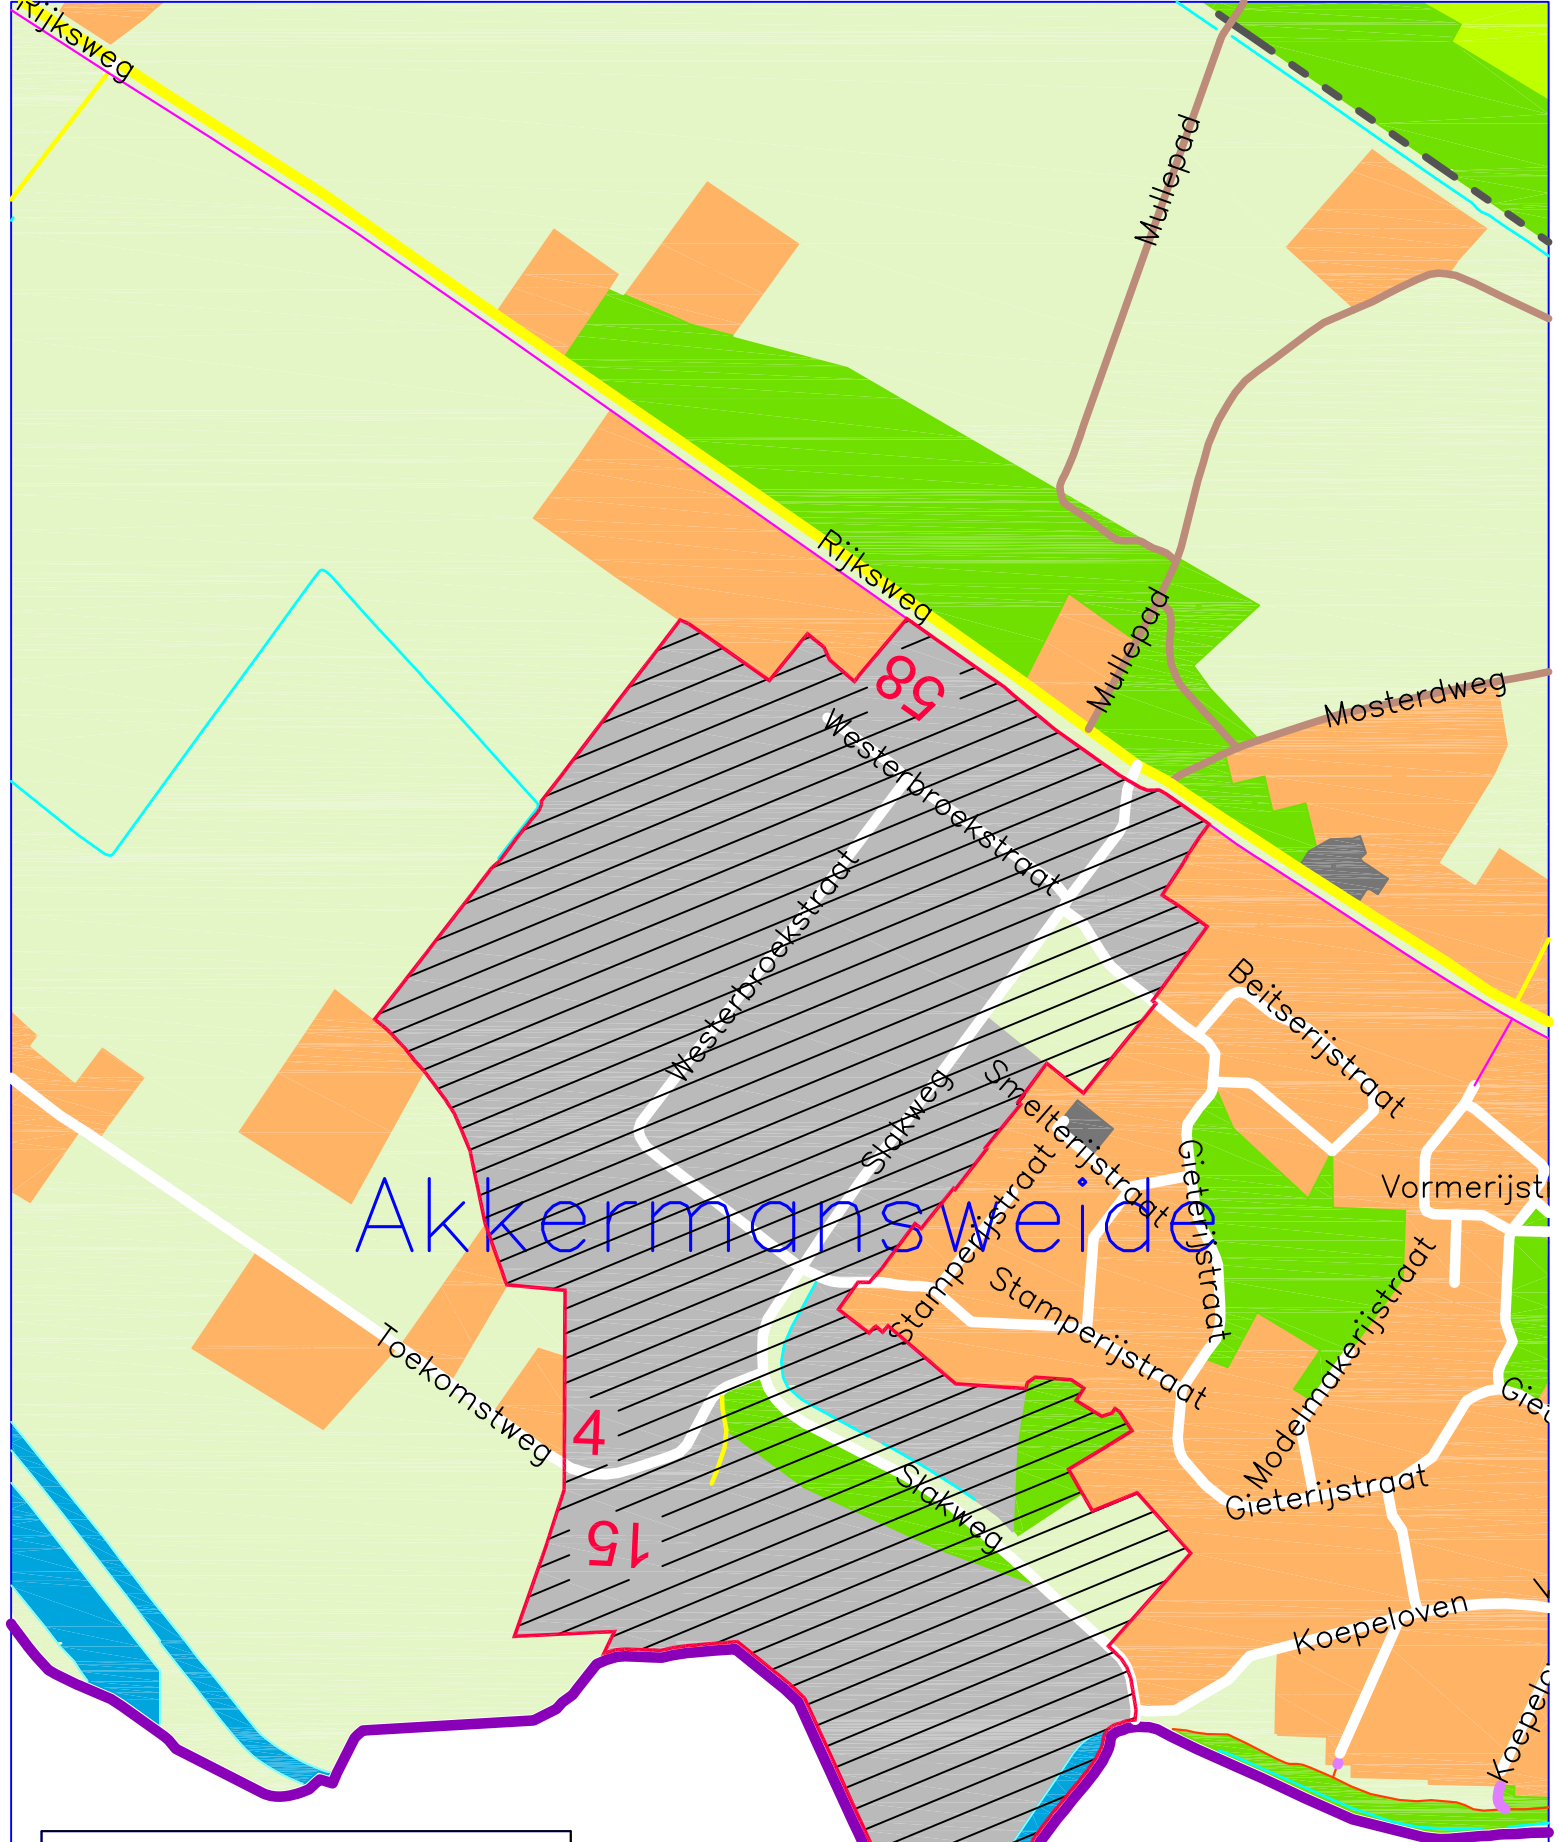 Rijksweg
Mullepad
Rijksweg
Mullepad
Mosterdweg
58
Westerbroekstraat
Westerbroekstraat
Beitserijstraat
Slakweg
Smelterijstraat
Stamperijstraat
Gieterijstraat
Vormerijst
Akkermansweide
Stamperijstraat
Modelmakerijstraat
Toekomstweg
4
Gie
Slakweg
Gieterijstraat
15
Koepeloven
Koepelo